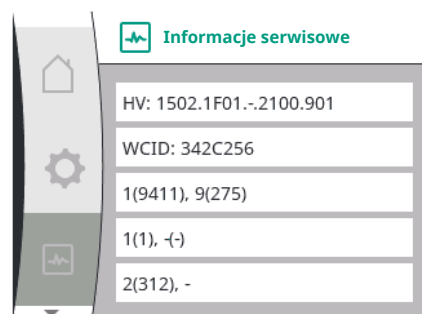 Informacje serwisowe
HV: 1502.1F01.-.2100.901
WCID: 342C256
1(9411), 9(275)
1(1), -(-)
2(312), -